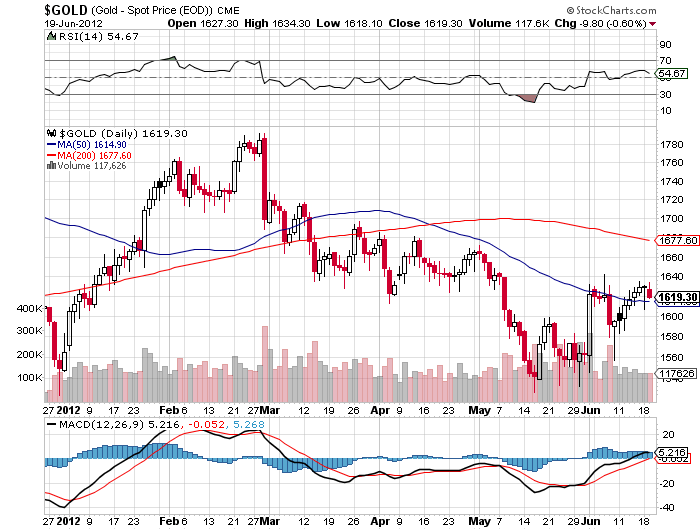 $GOLD (Gold - Spot Price (EOD)) CME © StockCharts.com
19-Jun-2012 Open 1627.30 High 1634.30 Low 1618.10 Close 1619.30 Volume 117.6K Chg -9.80 (-0.60%)
RSI(14) 54.67
90
70
54.67
50
30
10
$GOLD (Daily) 1619.30
MA(50) 1614.90
MA(200) 1677.60
Volume 117,626
1780
1760
1740
1720
1700
1677.60
1660
1640
1619.30
1600
1580
1560
1540
400K
300K
200K
100K
117626
27 2012 9 17 23 Feb 6 13 21 27 Mar 12 19 26 Apr 9 16 23 May 7 14 21 29 Jun 11 18
MACD(12,26,9) 5.216, -0.052, 5.268
20
5.216
-0.052
-20
-40
27 2012 9 17 23 Feb 6 13 21 27 Mar 12 19 26 Apr 9 16 23 May 7 14 21 29 Jun 11 18